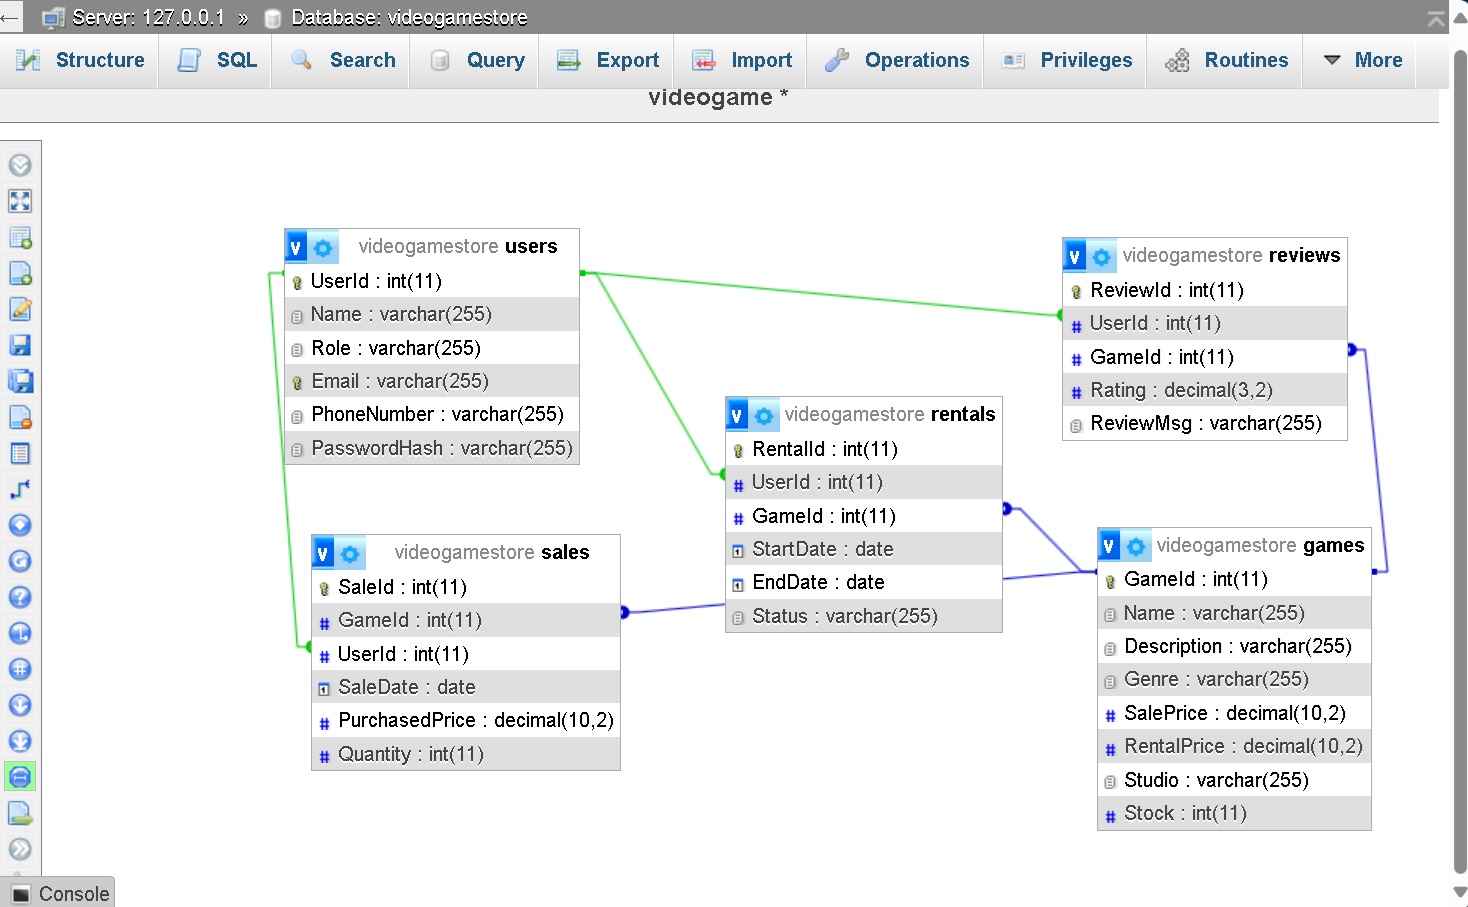 Server: 127.0.0.1 » Database: videogamestore
Structure SQL Search Query Export Import Operations Privileges Routines More
videogame *
videogamestore users
UserId : int(11)
Name : varchar(255)
Role : varchar(255)
Email : varchar(255)
PhoneNumber : varchar(255)
PasswordHash : varchar(255)
videogamestore reviews
ReviewId : int(11)
UserId : int(11)
GameId : int(11)
Rating : decimal(3,2)
ReviewMsg : varchar(255)
videogamestore rentals
RentalId : int(11)
UserId : int(11)
GameId : int(11)
StartDate : date
EndDate : date
Status : varchar(255)
videogamestore sales
SaleId : int(11)
GameId : int(11)
UserId : int(11)
SaleDate : date
PurchasedPrice : decimal(10,2)
Quantity : int(11)
videogamestore games
GameId : int(11)
Name : varchar(255)
Description : varchar(255)
Genre : varchar(255)
SalePrice : decimal(10,2)
RentalPrice : decimal(10,2)
Studio : varchar(255)
Stock : int(11)
Console